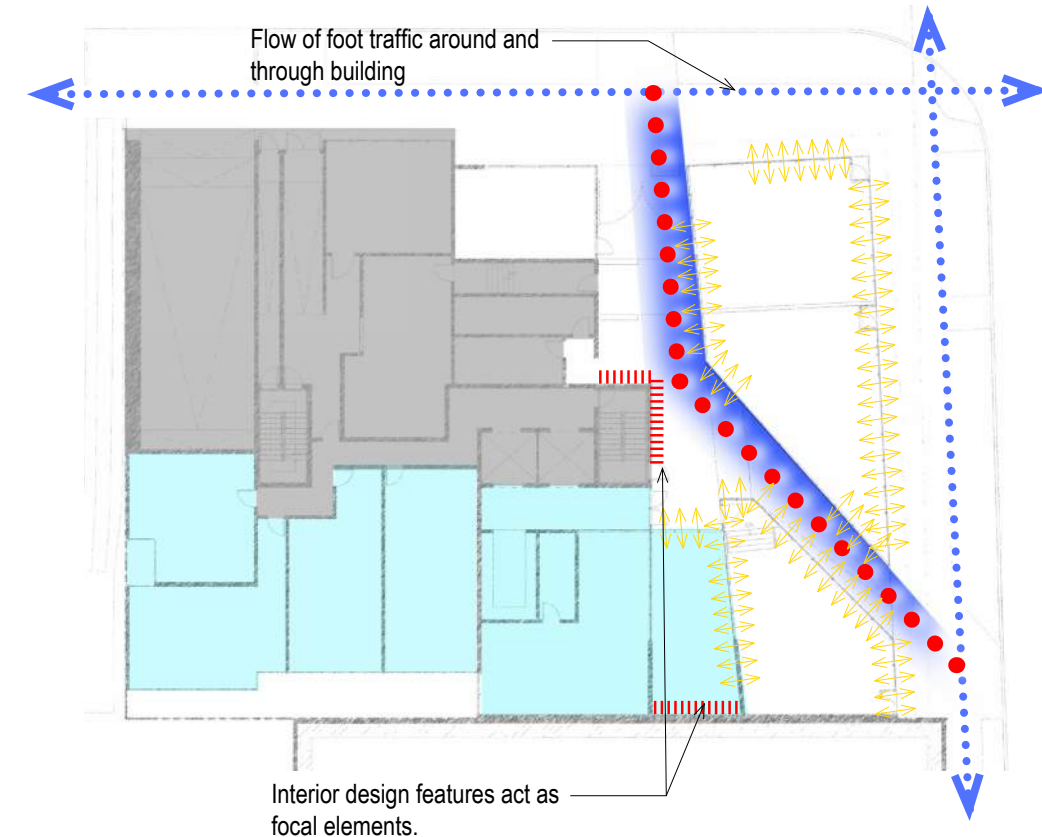 Flow of foot traffic around and
through building
Interior design features act as
focal elements.